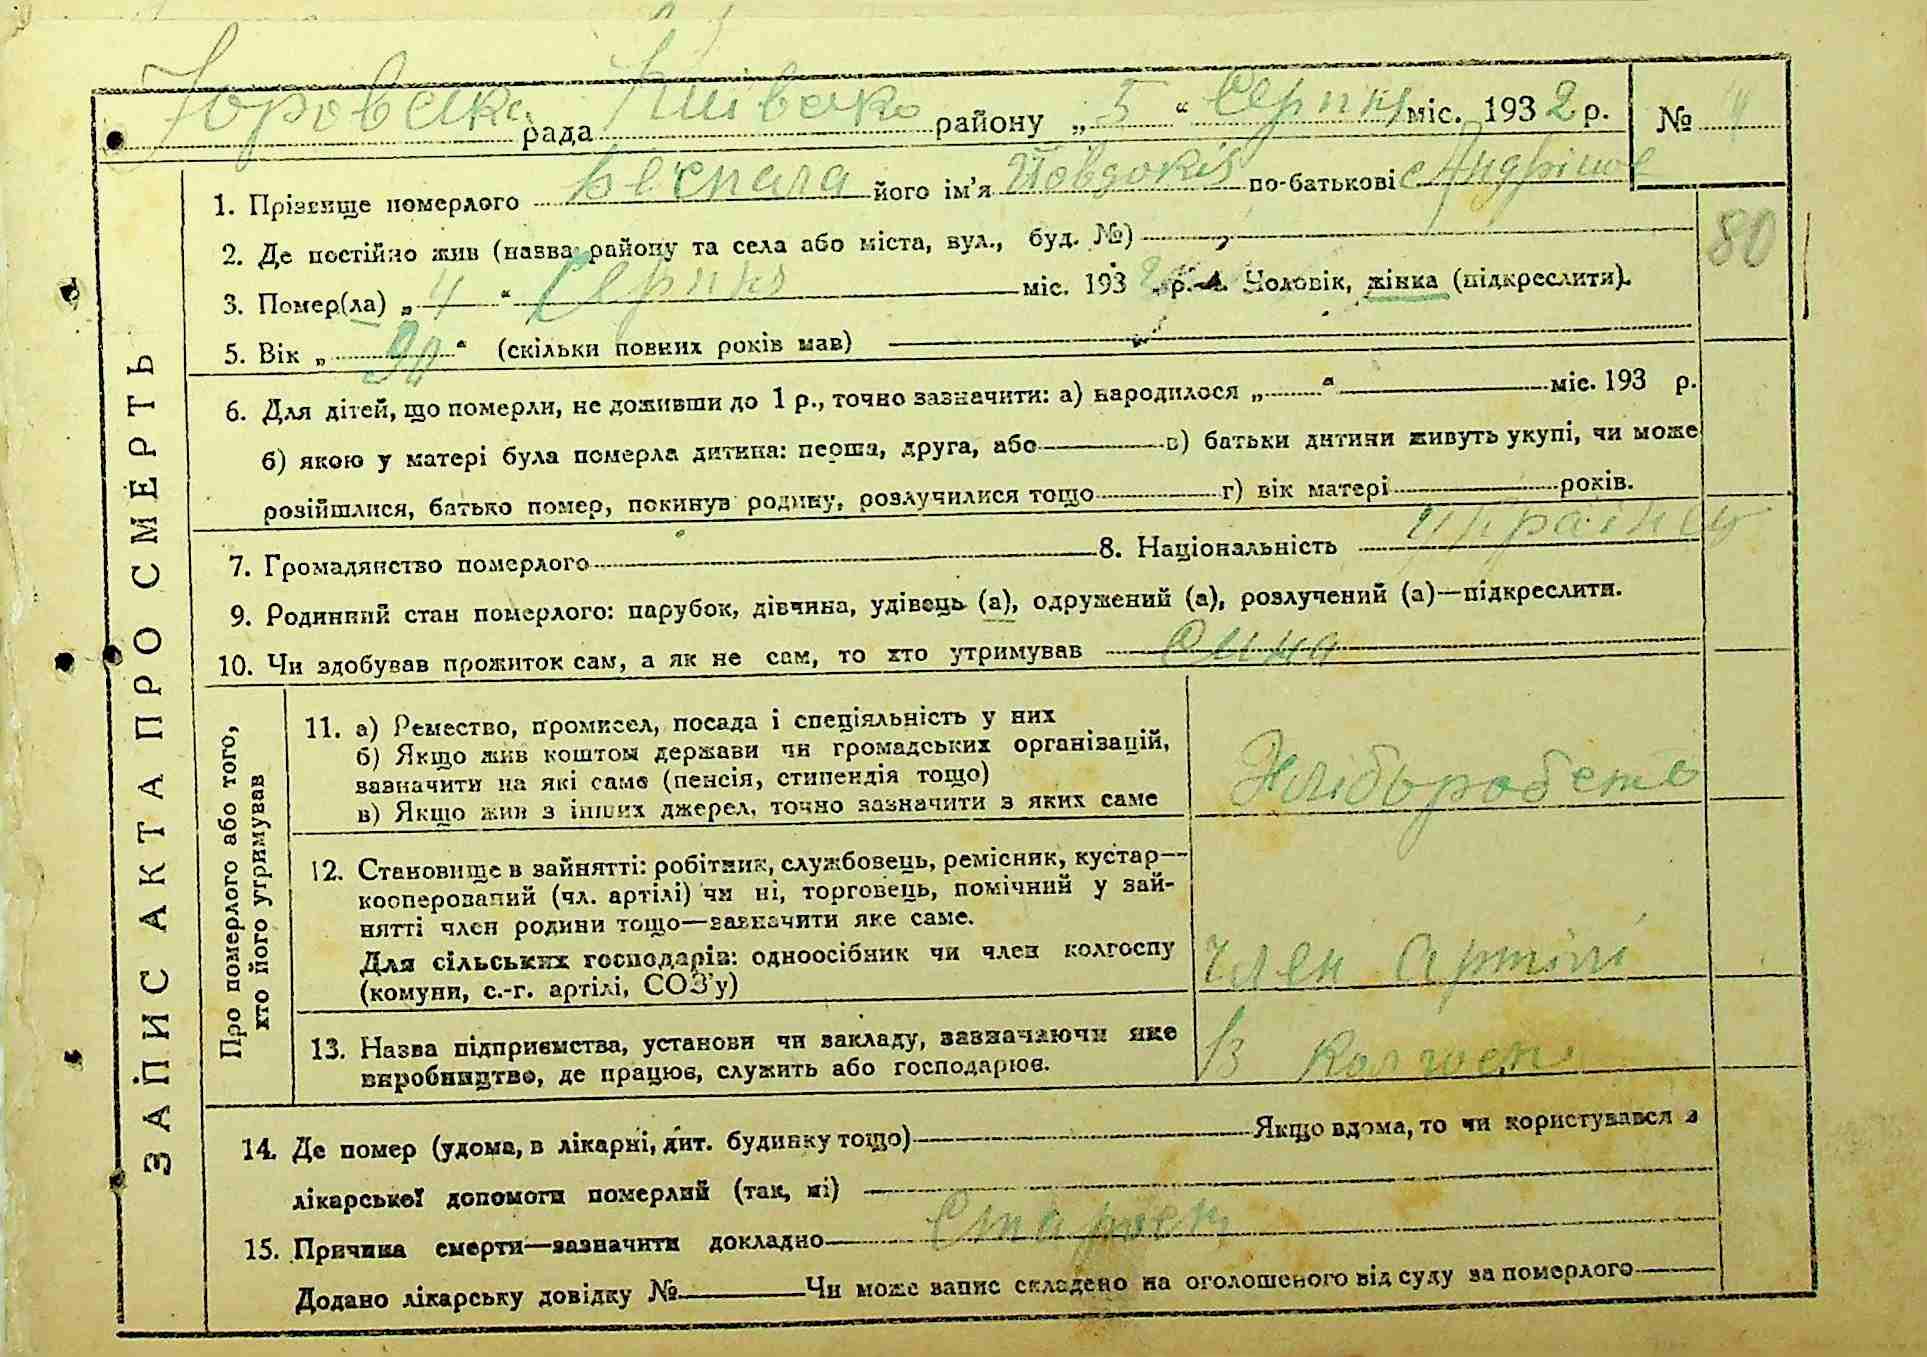 Юровська рада Київсько району „ 5 “ Серпня міс. 1932 р. № 4
1. Прізвище померлого Беспала його ім'я Йовдокія по-батькові
2. Де постійно жив (назва району та села або міста, вул., буд. №)
80
3. Помер(ла) „ 4 “ Серпня міс. 193 р. 4. Чоловік, жінка (підкреслити).
5. Вік „ 90 “ (скільки повних років мав)
6. Для дітей, що померли, не доживши до 1 р., точно зазначити: а) народилося „ “ міс. 193 р.
б) якою у матері була померла дитина: перша, друга, або в) батьки дитини живуть укупі, чи може
розійшлися, батько помер, покинув родину, розлучилися тощо г) вік матері років.
7. Громадянство померлого 8. Національність
9. Родинний стан померлого: парубок, дівчина, удівець (а), одружений (а), розлучений (а)—підкреслити.
10. Чи здобував прожиток сам, а як не сам, то хто утримував Сина
ЗАПИС АКТА ПРО СМЕРТЬ
Про померлого або того,
хто його утримував
11. а) Ремество, промисел, посада і спеціяльність у них
б) Якщо жив коштом держави чи громадських організацій,
зазначити на які саме (пенсія, стипендія тощо)
в) Якщо жив з інших джерел, точно зазначити з яких саме
12. Становище в зайнятті: робітник, службовець, ремісник, кустар—
кооперований (чл. артілі) чи ні, торговець, помічний у зай-
нятті член родини тощо—зазначити яке саме.
Для сільських господарів: одноосібник чи член колгоспу
(комуни, с.-г. артілі, СОЗ'у)
член артілі
13. Назва підприємства, установи чи закладу, зазначаючи яке
виробництво, де працює, служить або господарює.
В
14. Де помер (удома, в лікарні, дит. будинку тощо) Якщо вдома, то чи користувався з
лікарської допомоги померлий (так, ні)
15. Причина смерти—зазначити докладно
Додано лікарську довідку № Чи може запис складено на оголошеного від суду за померлого